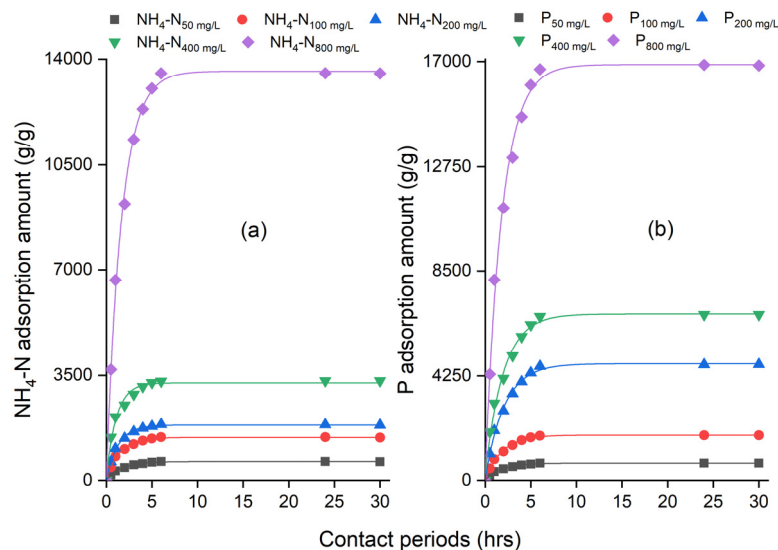 NH4-N50 mg/L NH4-N100 mg/L NH4-N200 mg/L
NH4-N400 mg/L NH4-N800 mg/L
P50 mg/L P100 mg/L P200 mg/L
P400 mg/L P800 mg/L
NH4-N adsorption amount (g/g)
14000
10500
7000
3500
0
(a)
0 5 10 15 20 25 30
P adsorption amount (g/g)
17000
12750
8500
4250
0
(b)
0 5 10 15 20 25 30
Contact periods (hrs)